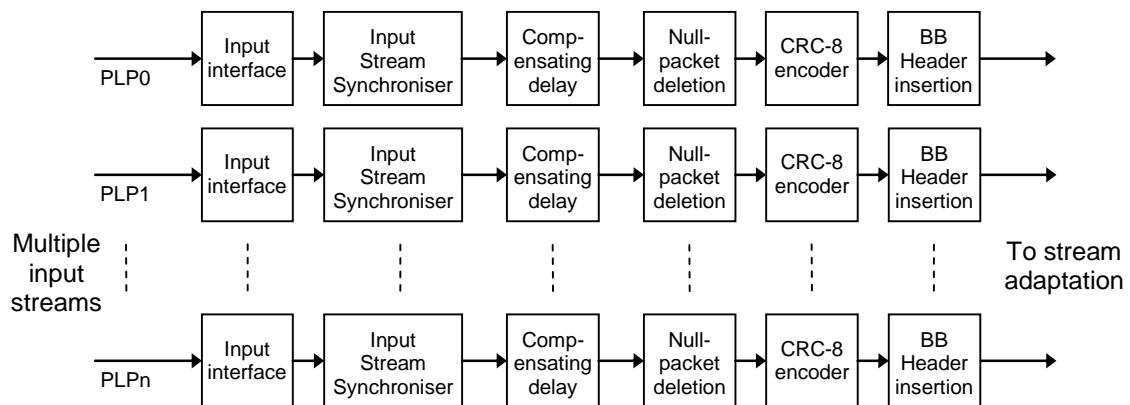 PLP0
Input
interface
Input
Stream
Synchroniser
Comp-
ensating
delay
Null-
packet
deletion
CRC-8
encoder
BB
Header
insertion
PLP1
Input
interface
Input
Stream
Synchroniser
Comp-
ensating
delay
Null-
packet
deletion
CRC-8
encoder
BB
Header
insertion
Multiple
input
streams
To stream
adaptation
PLPn
Input
interface
Input
Stream
Synchroniser
Comp-
ensating
delay
Null-
packet
deletion
CRC-8
encoder
BB
Header
insertion